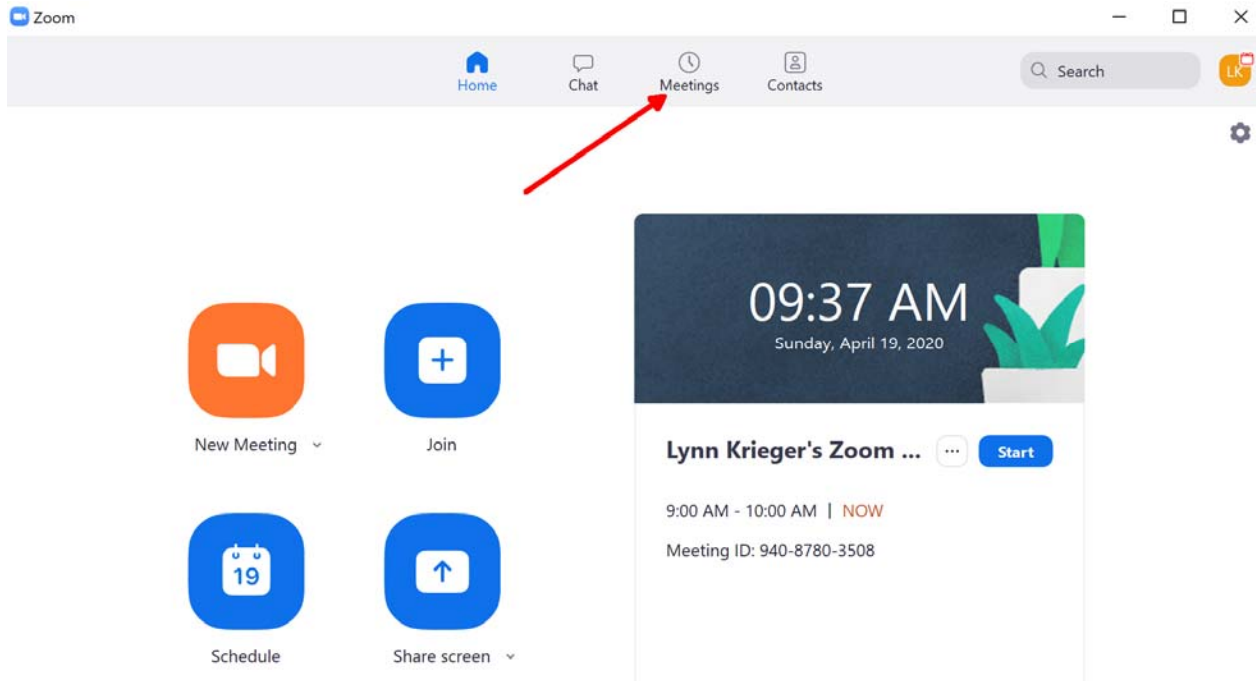 Zoom
Home
Chat
Meetings
Contacts
Search
LK
09:37 AM
Sunday, April 19, 2020
New Meeting
Join
Lynn Krieger's Zoom ...
Start
9:00 AM - 10:00 AM | NOW
Meeting ID: 940-8780-3508
19
Schedule
Share screen